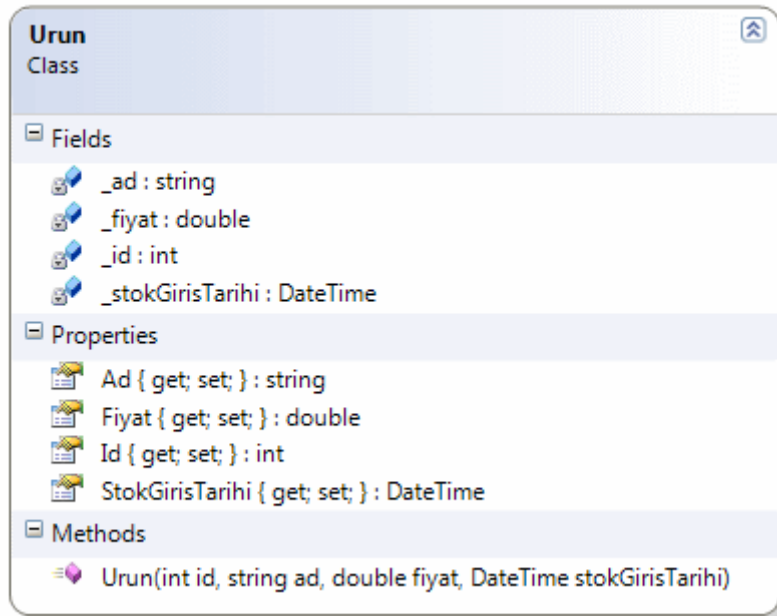 Urun
Class
Fields
_ad : string
_fiyat : double
_id : int
_stokGirisTarihi : DateTime
Properties
Ad { get; set; } : string
Fiyat { get; set; } : double
Id { get; set; } : int
StokGirisTarihi { get; set; } : DateTime
Methods
Urun(int id, string ad, double fiyat, DateTime stokGirisTarihi)